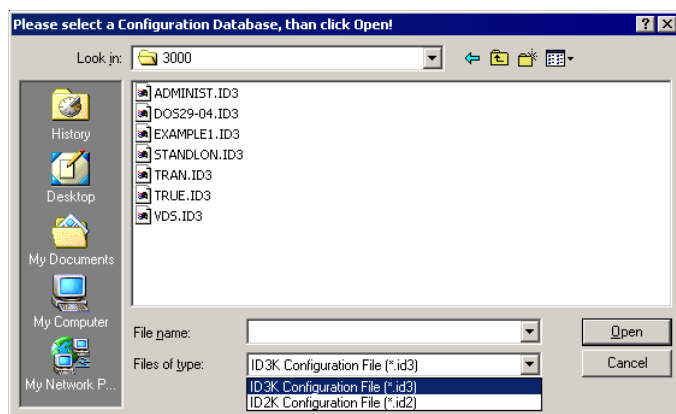 Please select a Configuration Database, than click Open!
Look in: 3000
ADMINIST.ID3
DOS29-04.ID3
EXAMPLE1.ID3
STANDLON.ID3
TRAN.ID3
TRUE.ID3
VDS.ID3
History
Desktop
My Documents
My Computer
My Network P...
File name:
Open
Files of type: ID3K Configuration File (*.id3)
Cancel
ID3K Configuration File (*.id3)
ID2K Configuration File (*.id2)